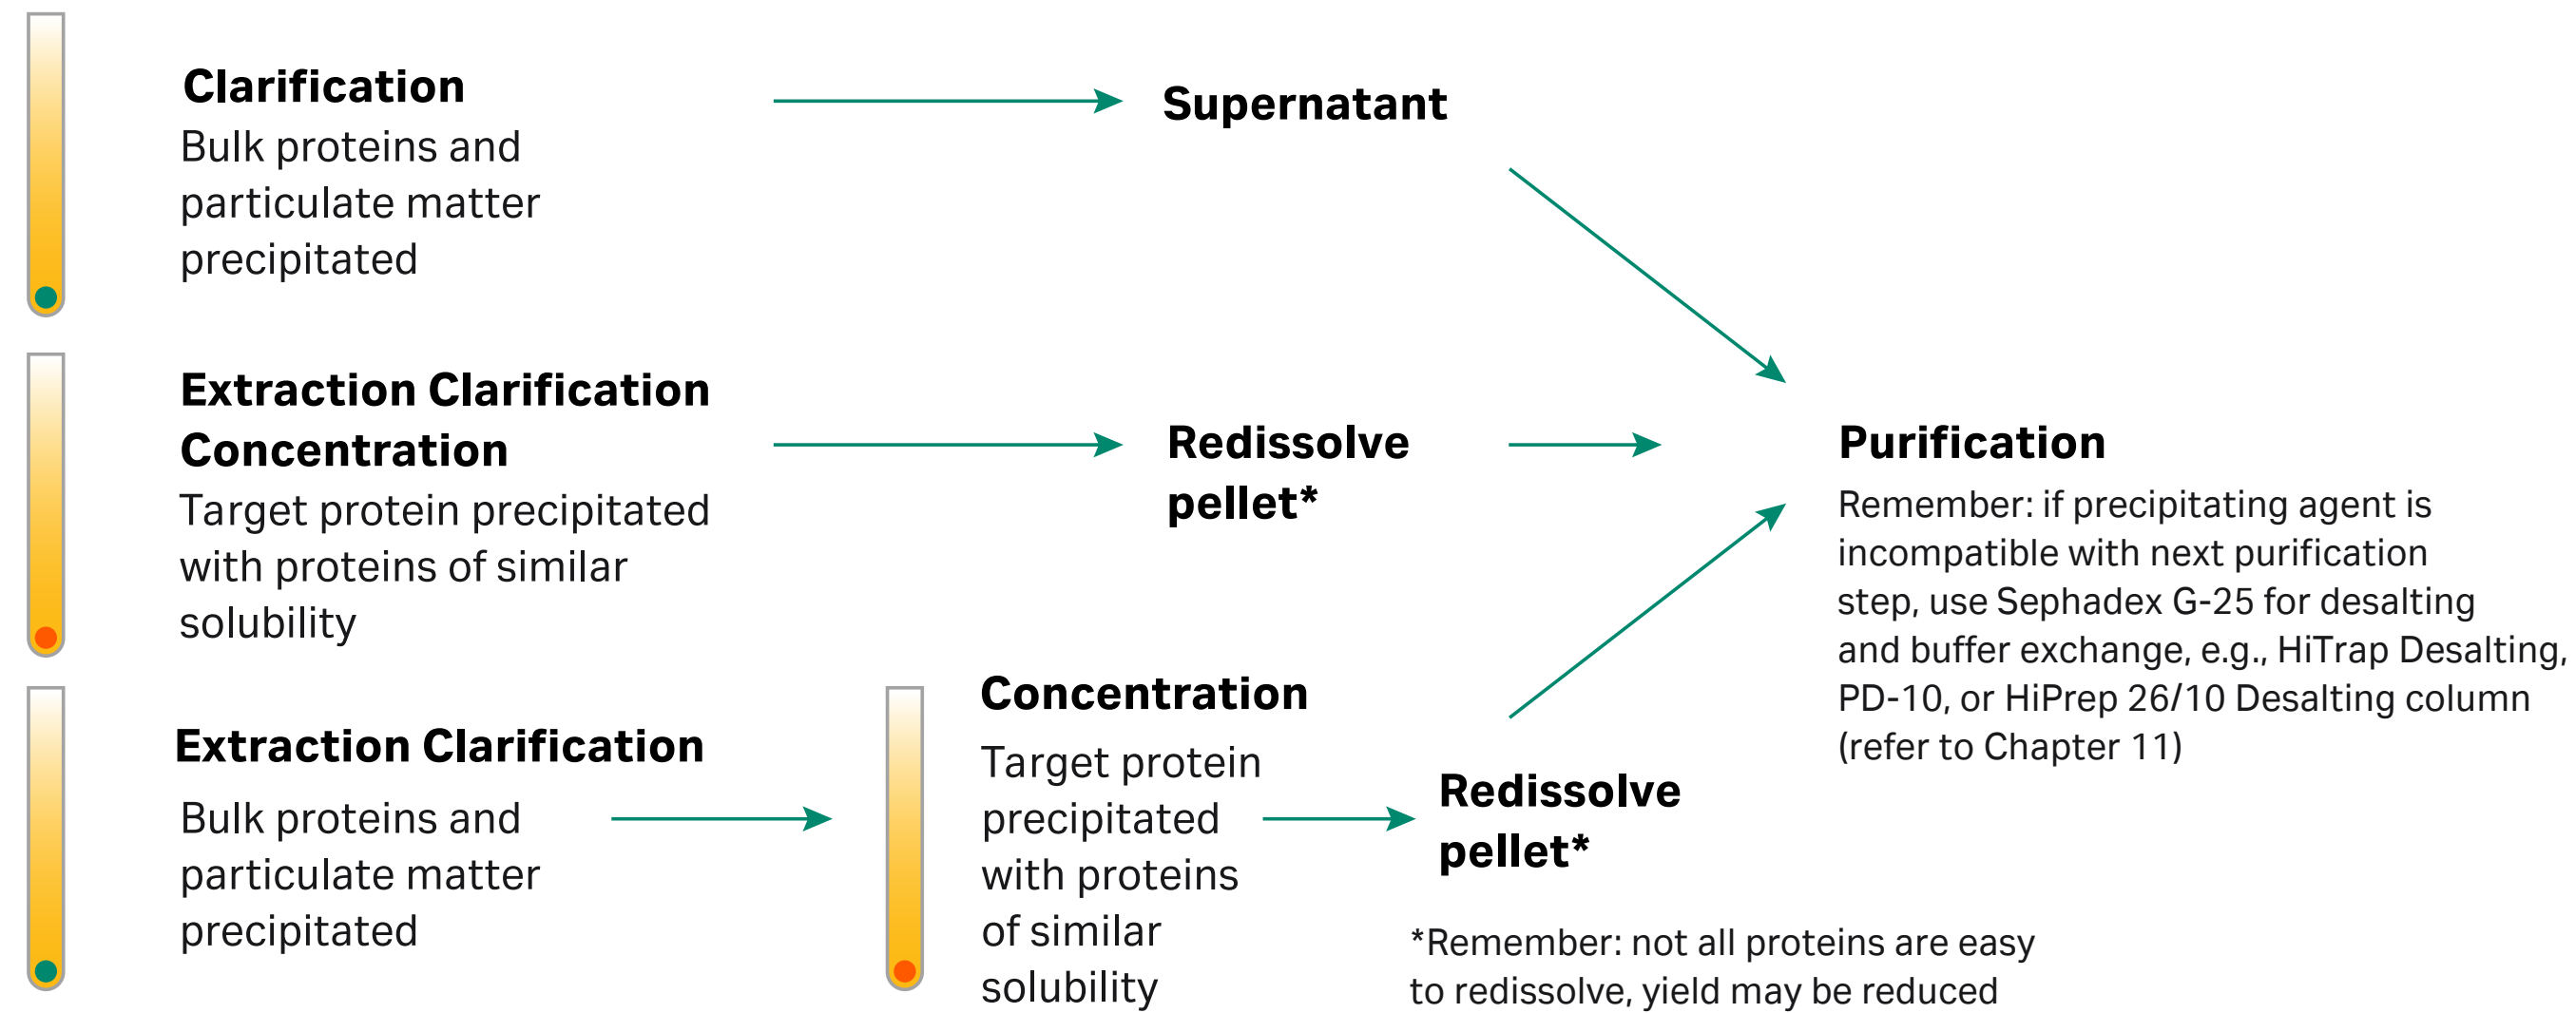 Clarification
Bulk proteins and
particulate matter
precipitated
Supernatant
Extraction Clarification
Concentration
Target protein precipitated
with proteins of similar
solubility
Redissolve
pellet*
Purification
Remember: if precipitating agent is
incompatible with next purification
step, use Sephadex G-25 for desalting
and buffer exchange, e.g., HiTrap Desalting,
PD-10, or HiPrep 26/10 Desalting column
(refer to Chapter 11)
Extraction Clarification
Bulk proteins and
particulate matter
precipitated
Concentration
Target protein
precipitated
with proteins
of similar
solubility
Redissolve
pellet*
*Remember: not all proteins are easy
to redissolve, yield may be reduced